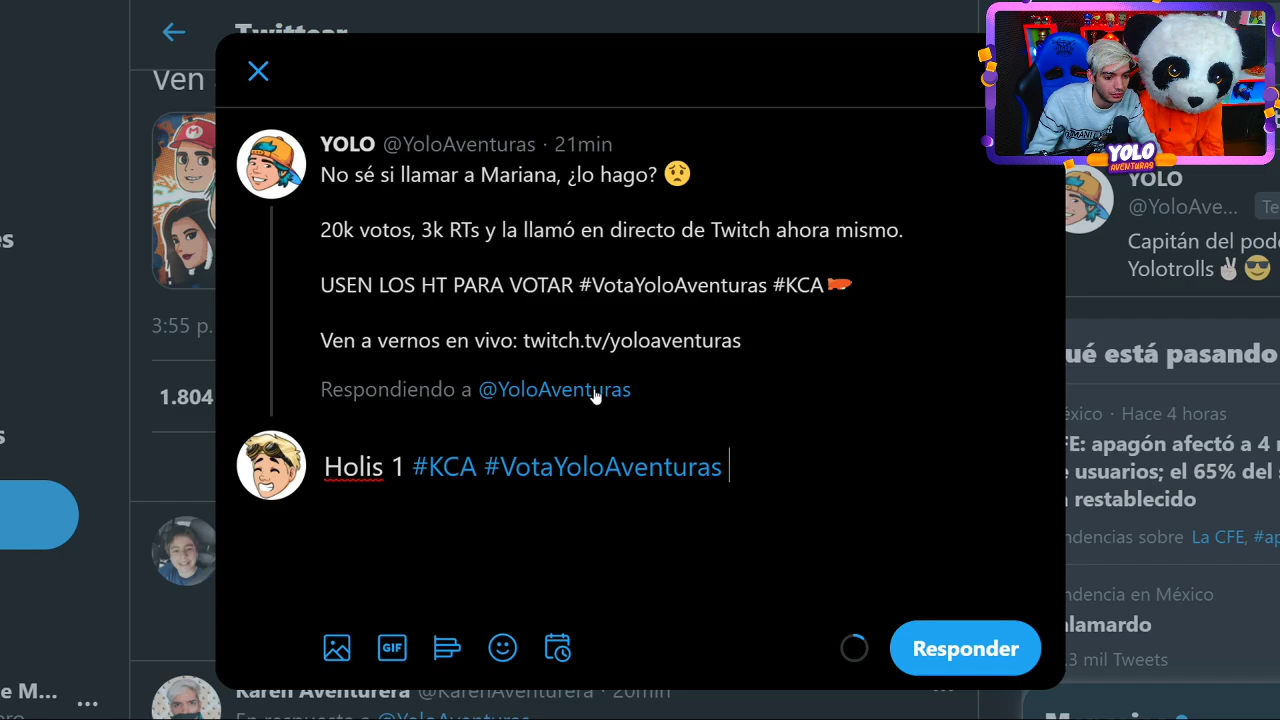 Twittear
Ven
YOLO @YoloAventuras · 21min
No sé si llamar a Mariana, ¿lo hago? 😟
20k votos, 3k RTs y la llamó en directo de Twitch ahora mismo.
USEN LOS HT PARA VOTAR #VotaYoloAventuras #KCA
Ven a vernos en vivo: twitch.tv/yoloaventuras
Respondiendo a @YoloAventuras
Holis 1 #KCA #VotaYoloAventuras
GIF
Responder
3:55 p.
1.804
es
s
e M... ...
Karen Aventurera @KarenAventurera · 20min
En respuesta a @YoloAventuras
YOLO
AVENTURAS
YOLO
@YoloAve... Te
Capitán del pode
Yolotrolls ✌🏻😎
ué está pasando
éxico · Hace 4 horas
FE: apagón afectó a 4
e usuarios; el 65% del s
restablecido
ndencias sobre La CFE, #ap
ndencia en México
alamardo
,3 mil Tweets